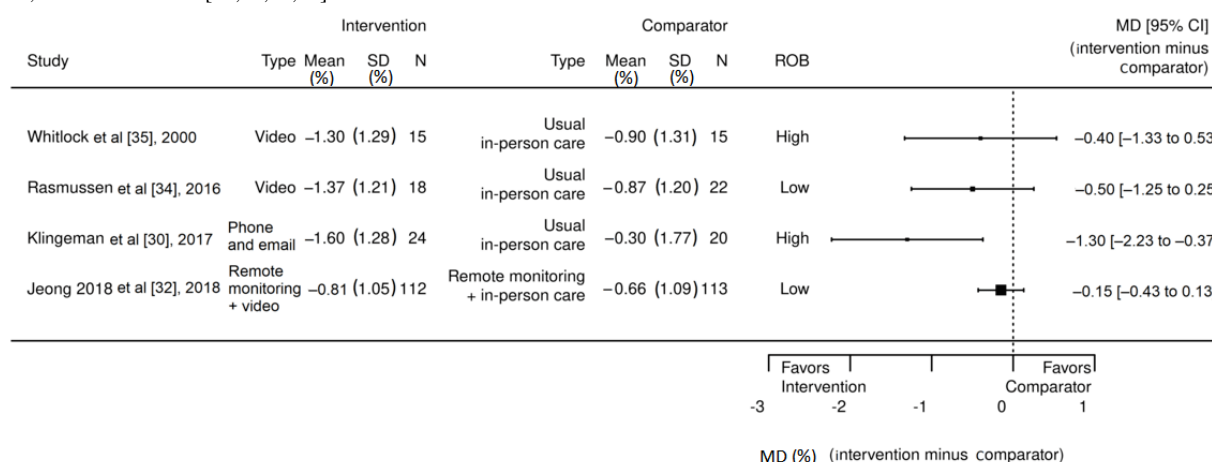 Intervention Comparator MD [95% CI]
(intervention minus
comparator)
Study Type Mean (%) SD (%) N Type Mean (%) SD (%) N ROB
Whitlock et al [35], 2000 Video −1.30 (1.29) 15 Usual in-person care −0.90 (1.31) 15 High −0.40 [−1.33 to 0.53
Rasmussen et al [34], 2016 Video −1.37 (1.21) 18 Usual in-person care −0.87 (1.20) 22 Low −0.50 [−1.25 to 0.25
Klingeman et al [30], 2017 Phone and email −1.60 (1.28) 24 Usual in-person care −0.30 (1.77) 20 High −1.30 [−2.23 to −0.37
Jeong 2018 et al [32], 2018 Remote monitoring + video −0.81 (1.05) 112 Remote monitoring + in-person care −0.66 (1.09) 113 Low −0.15 [−0.43 to 0.13
Favors Intervention Favors Comparator
-3 -2 -1 0 1
MD (%) (intervention minus comparator)